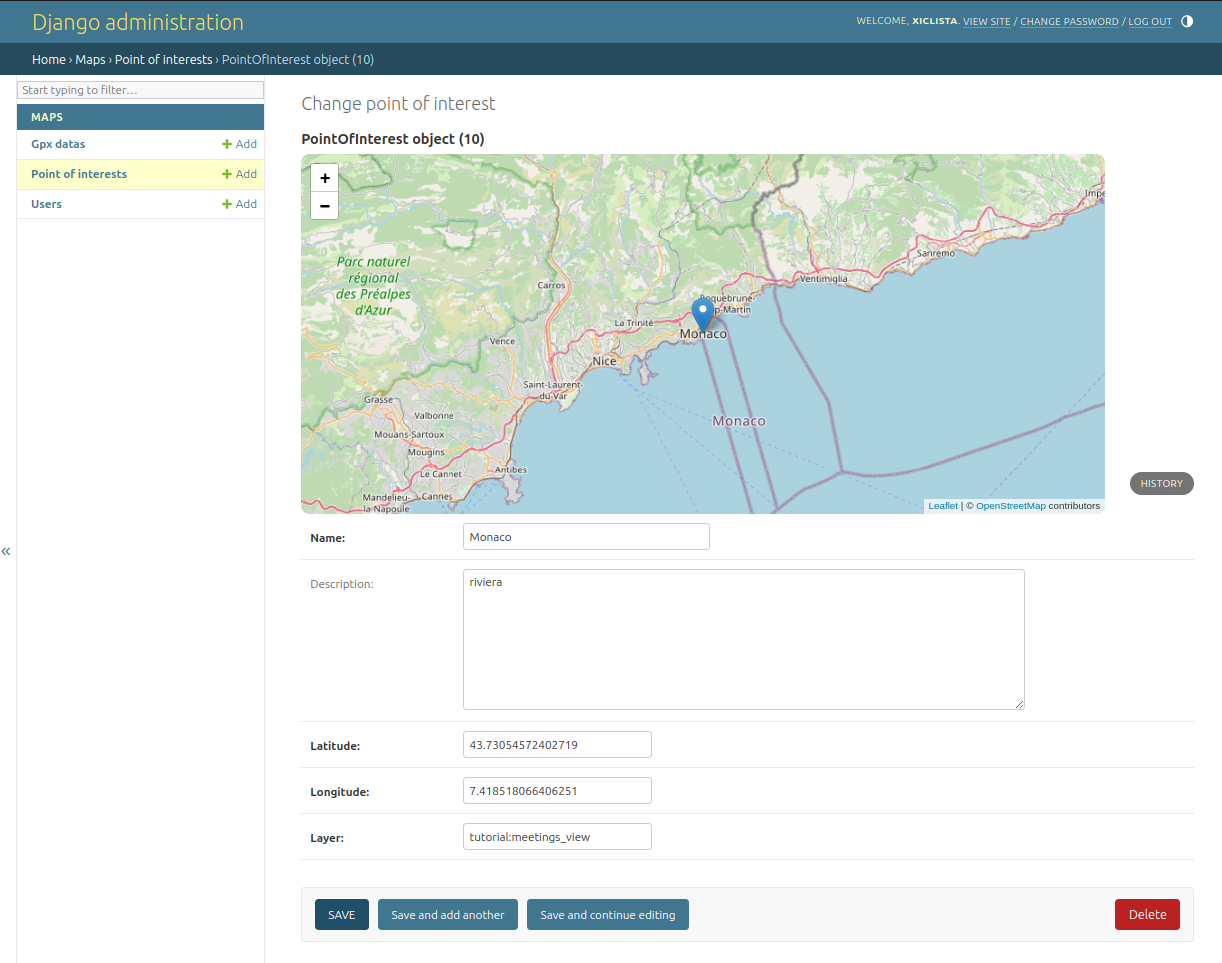 Django administration
WELCOME, XICLISTA. VIEW SITE / CHANGE PASSWORD / LOG OUT
Home › Maps › Point of interests › PointOfInterest object (10)
Start typing to filter…
MAPS
Gpx datas + Add
Point of interests + Add
Users + Add
«
Change point of interest
PointOfInterest object (10)
+
−
Parc naturel
régional
des Préalpes
d'Azur
Carros
Vence
La Trinité
Nice
Saint-Laurent-
du-Var
Grasse
Valbonne
Mouans-Sartoux
Mougins
Le Cannet
Antibes
Mandelieu-
la-Napoule
Cannes
Roquebrune-
Cap-Martin
Monaco
Ventimiglia
Sanremo
Impe
Monaco
Leaflet | © OpenStreetMap contributors
HISTORY
Name: Monaco
Description: riviera
Latitude: 43.73054572402719
Longitude: 7.418518066406251
Layer: tutorial:meetings_view
SAVE Save and add another Save and continue editing Delete